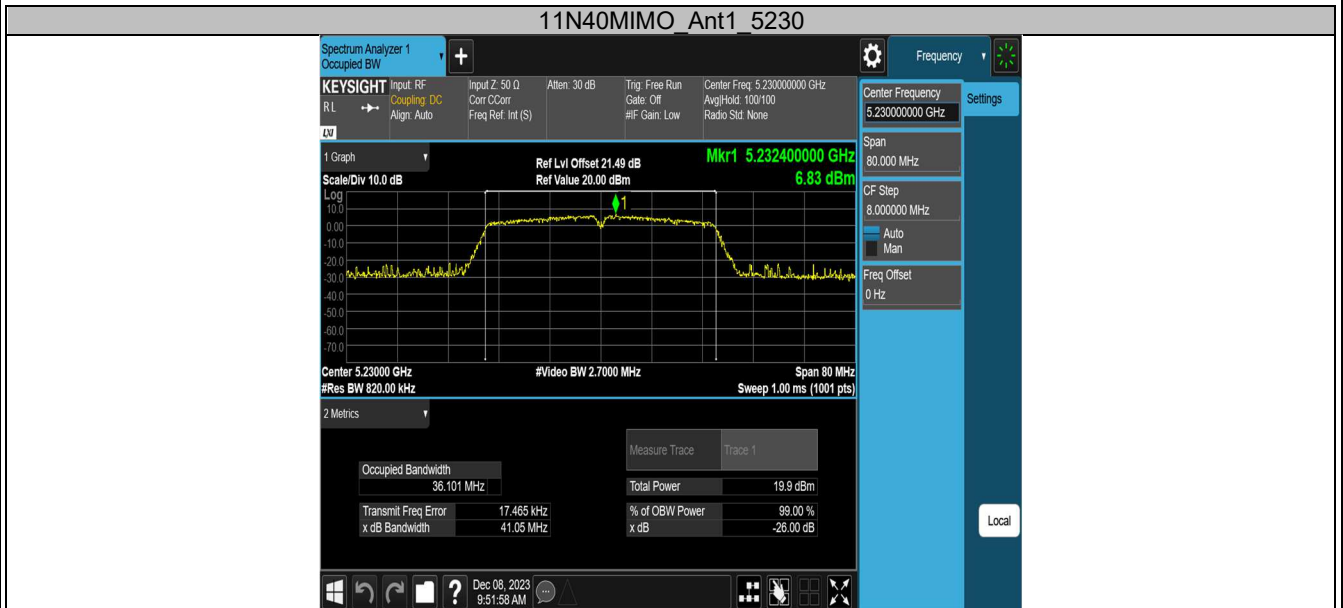 11N40MIMO_Ant1_5230
Spectrum Analyzer 1
Occupied BW
+
Frequency
KEYSIGHT
RL
LXI
Input: RF
Coupling: DC
Align: Auto
Input Z: 50 Ω
Corr CCorr
Freq Ref: Int (S)
Atten: 30 dB
Trig: Free Run
Gate: Off
#IF Gain: Low
Center Freq: 5.230000000 GHz
Avg|Hold: 100/100
Radio Std: None
Center Frequency
5.230000000 GHz
Settings
Span
80.000 MHz
CF Step
8.000000 MHz
Auto
Man
Freq Offset
0 Hz
Local
1 Graph
Scale/Div 10.0 dB
Ref Lvl Offset 21.49 dB
Ref Value 20.00 dBm
Mkr1 5.232400000 GHz
6.83 dBm
Log
10.0
0.00
-10.0
-20.0
-30.0
-40.0
-50.0
-60.0
-70.0
1
Center 5.23000 GHz
#Res BW 820.00 kHz
#Video BW 2.7000 MHz
Span 80 MHz
Sweep 1.00 ms (1001 pts)
2 Metrics
Measure Trace Trace 1
Occupied Bandwidth
36.101 MHz
Total Power 19.9 dBm
Transmit Freq Error 17.465 kHz
% of OBW Power 99.00 %
x dB Bandwidth 41.05 MHz
x dB -26.00 dB
?
Dec 08, 2023
9:51:58 AM